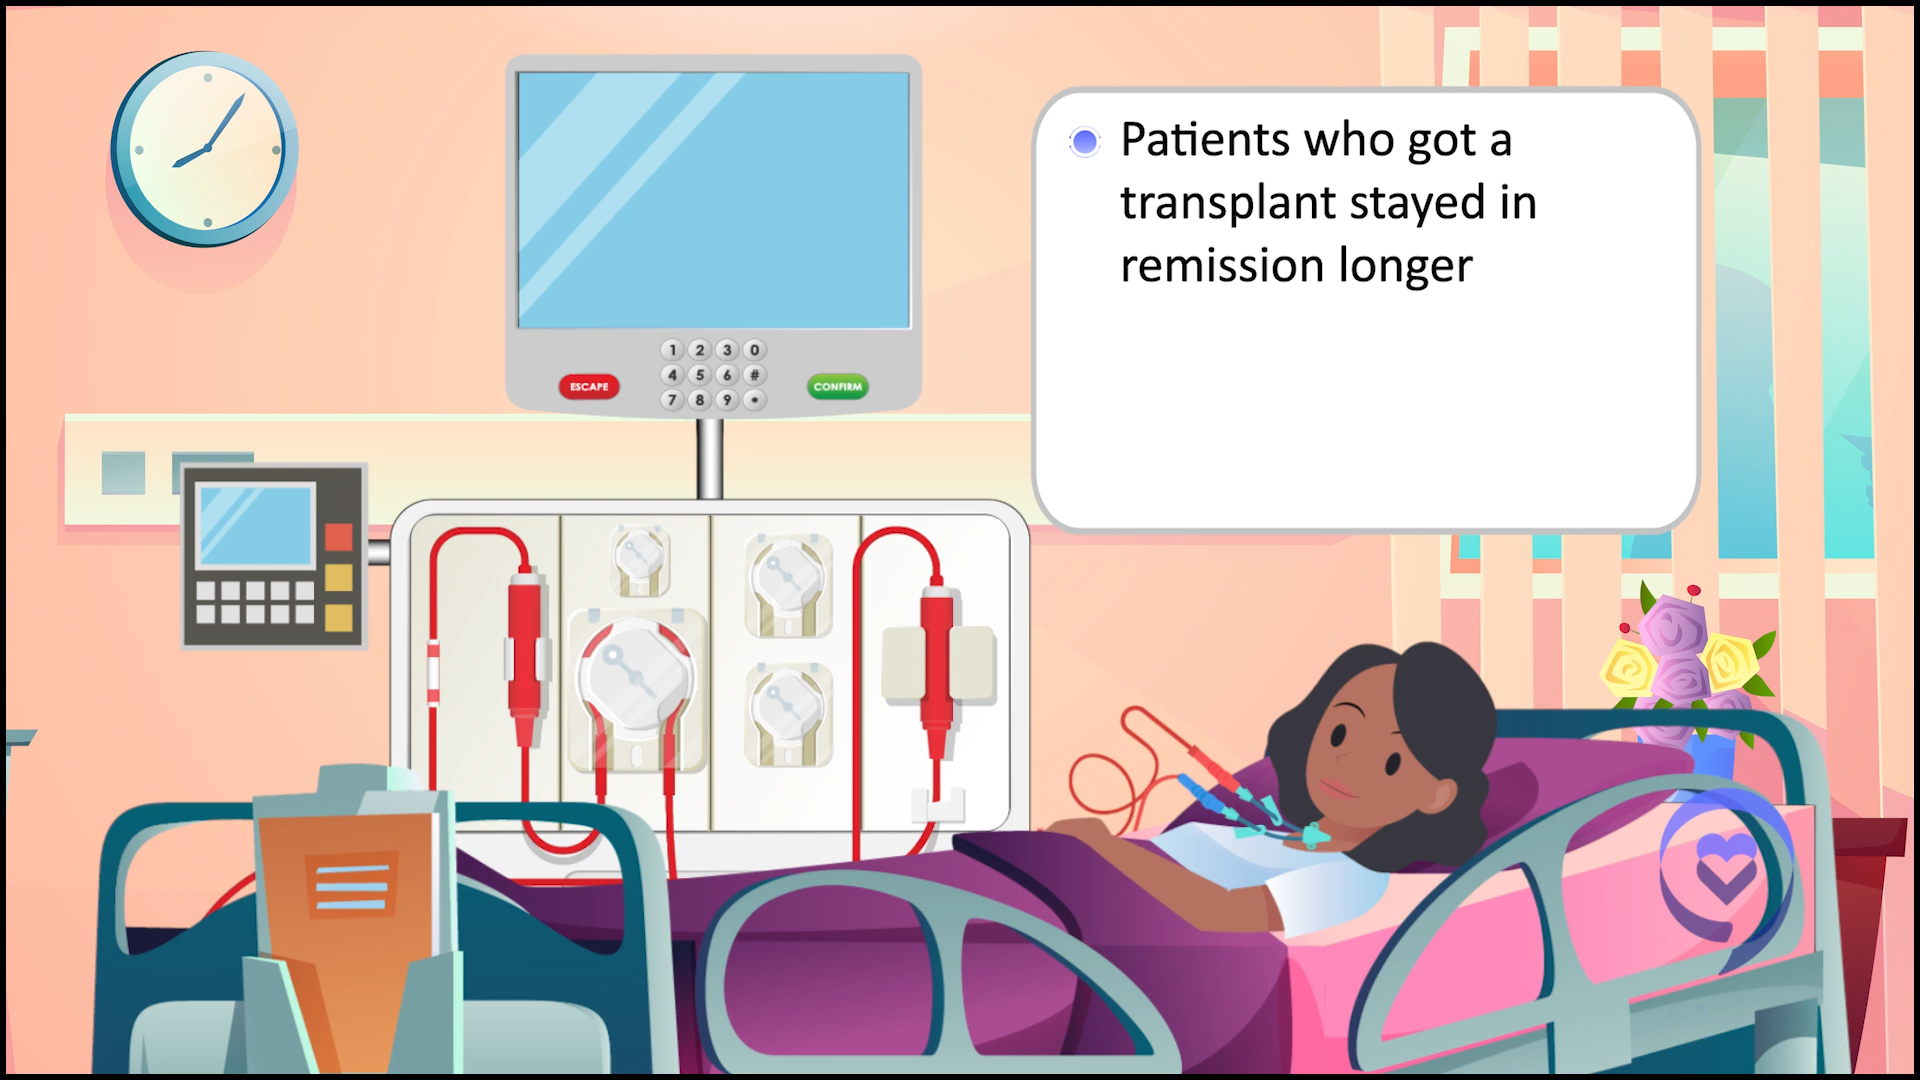 Patients who got a
transplant stayed in
remission longer
1 2 3 0
4 5 6 #
7 8 9 *
ESCAPE
CONFIRM